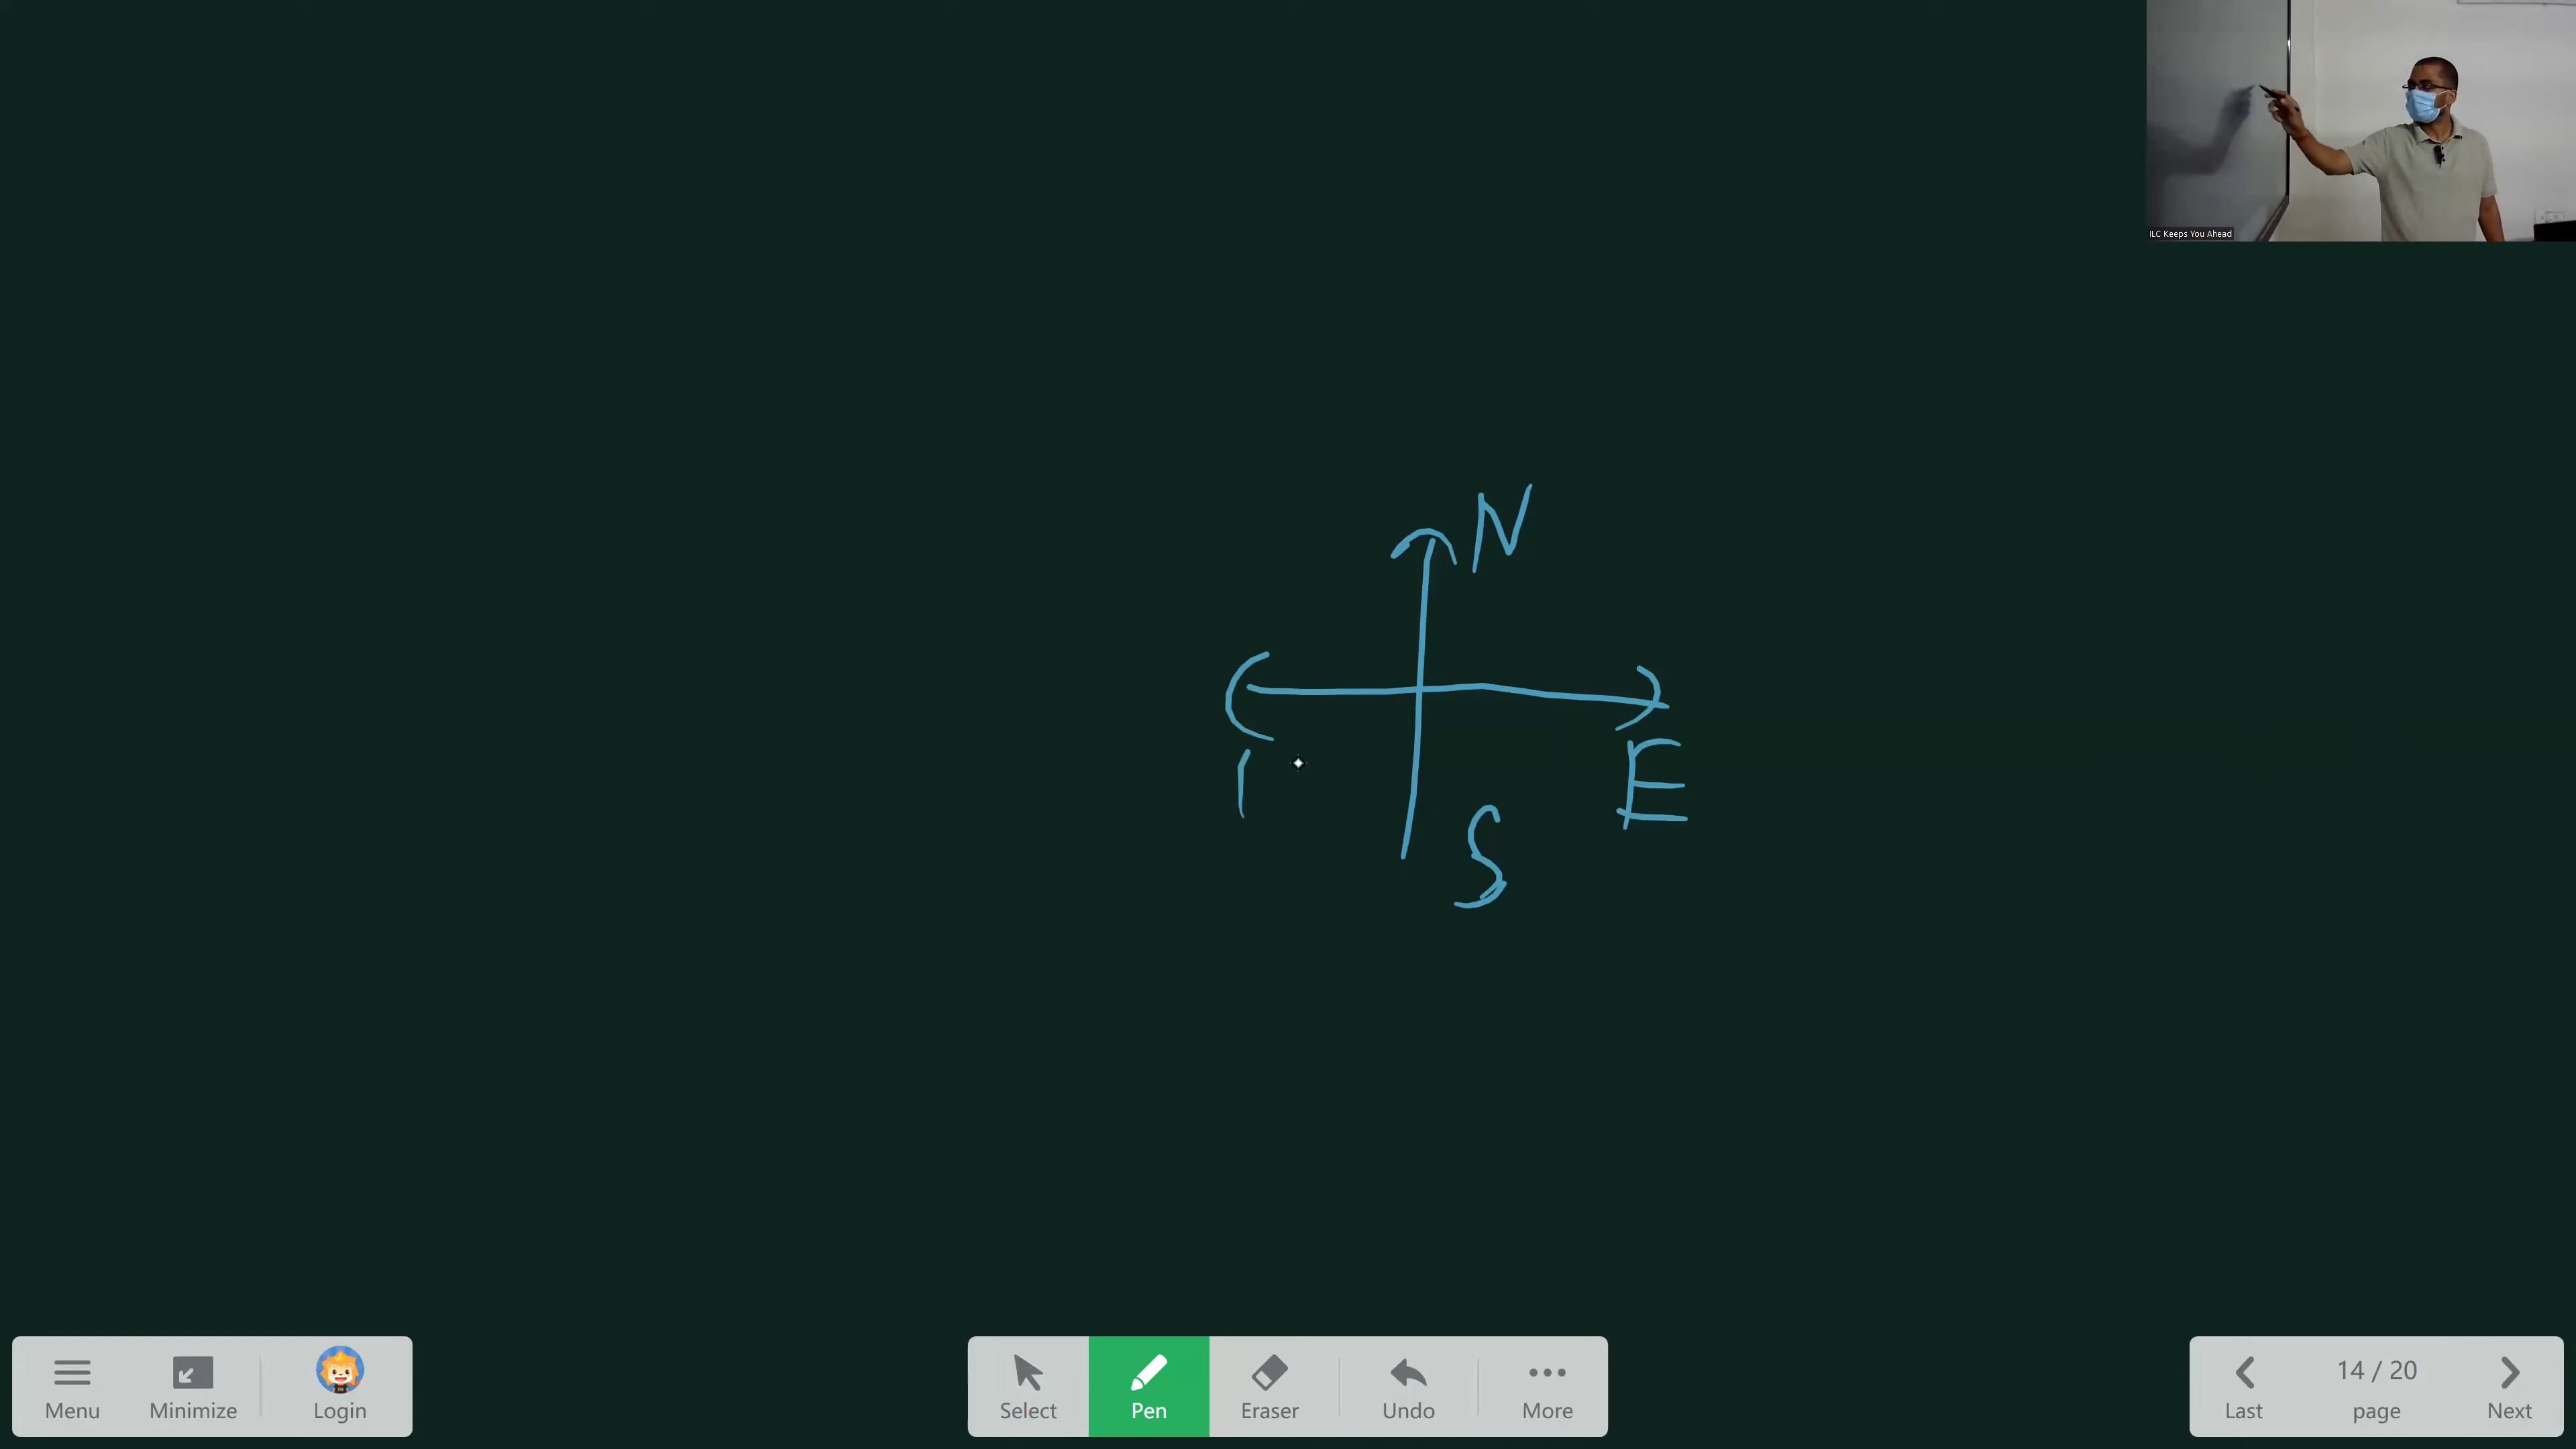 ILC Keeps You Ahead
N
E
S
Menu
Minimize
Login
Select
Pen
Eraser
Undo
More
Last
14 / 20
page
Next